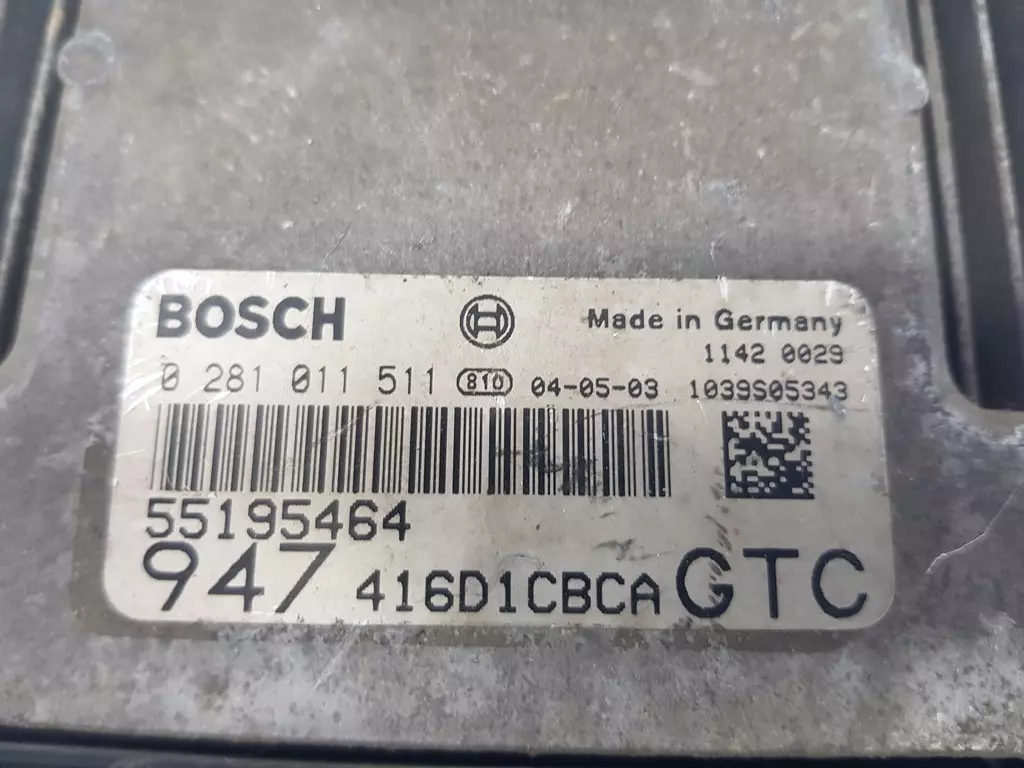 BOSCH Made in Germany
1142 0029
0 281 011 511 810 04-05-03 1039S05343
55195464
947 416D1CBCA GTC